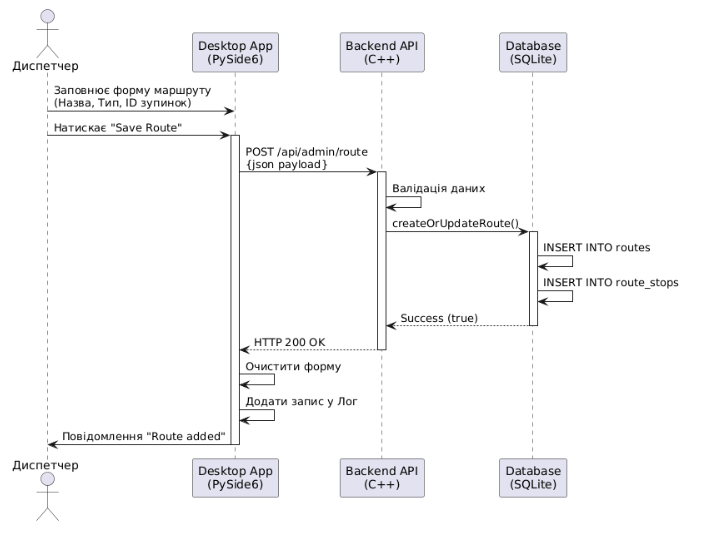 Диспетчер
Desktop App
(PySide6)
Backend API
(C++)
Database
(SQLite)
Заповнює форму маршруту
(Назва, Тип, ID зупинок)
Натискає "Save Route"
POST /api/admin/route
{json payload}
Валідація даних
createOrUpdateRoute()
INSERT INTO routes
INSERT INTO route_stops
Success (true)
HTTP 200 OK
Очистити форму
Додати запис у Лог
Повідомлення "Route added"
Диспетчер
Desktop App
(PySide6)
Backend API
(C++)
Database
(SQLite)